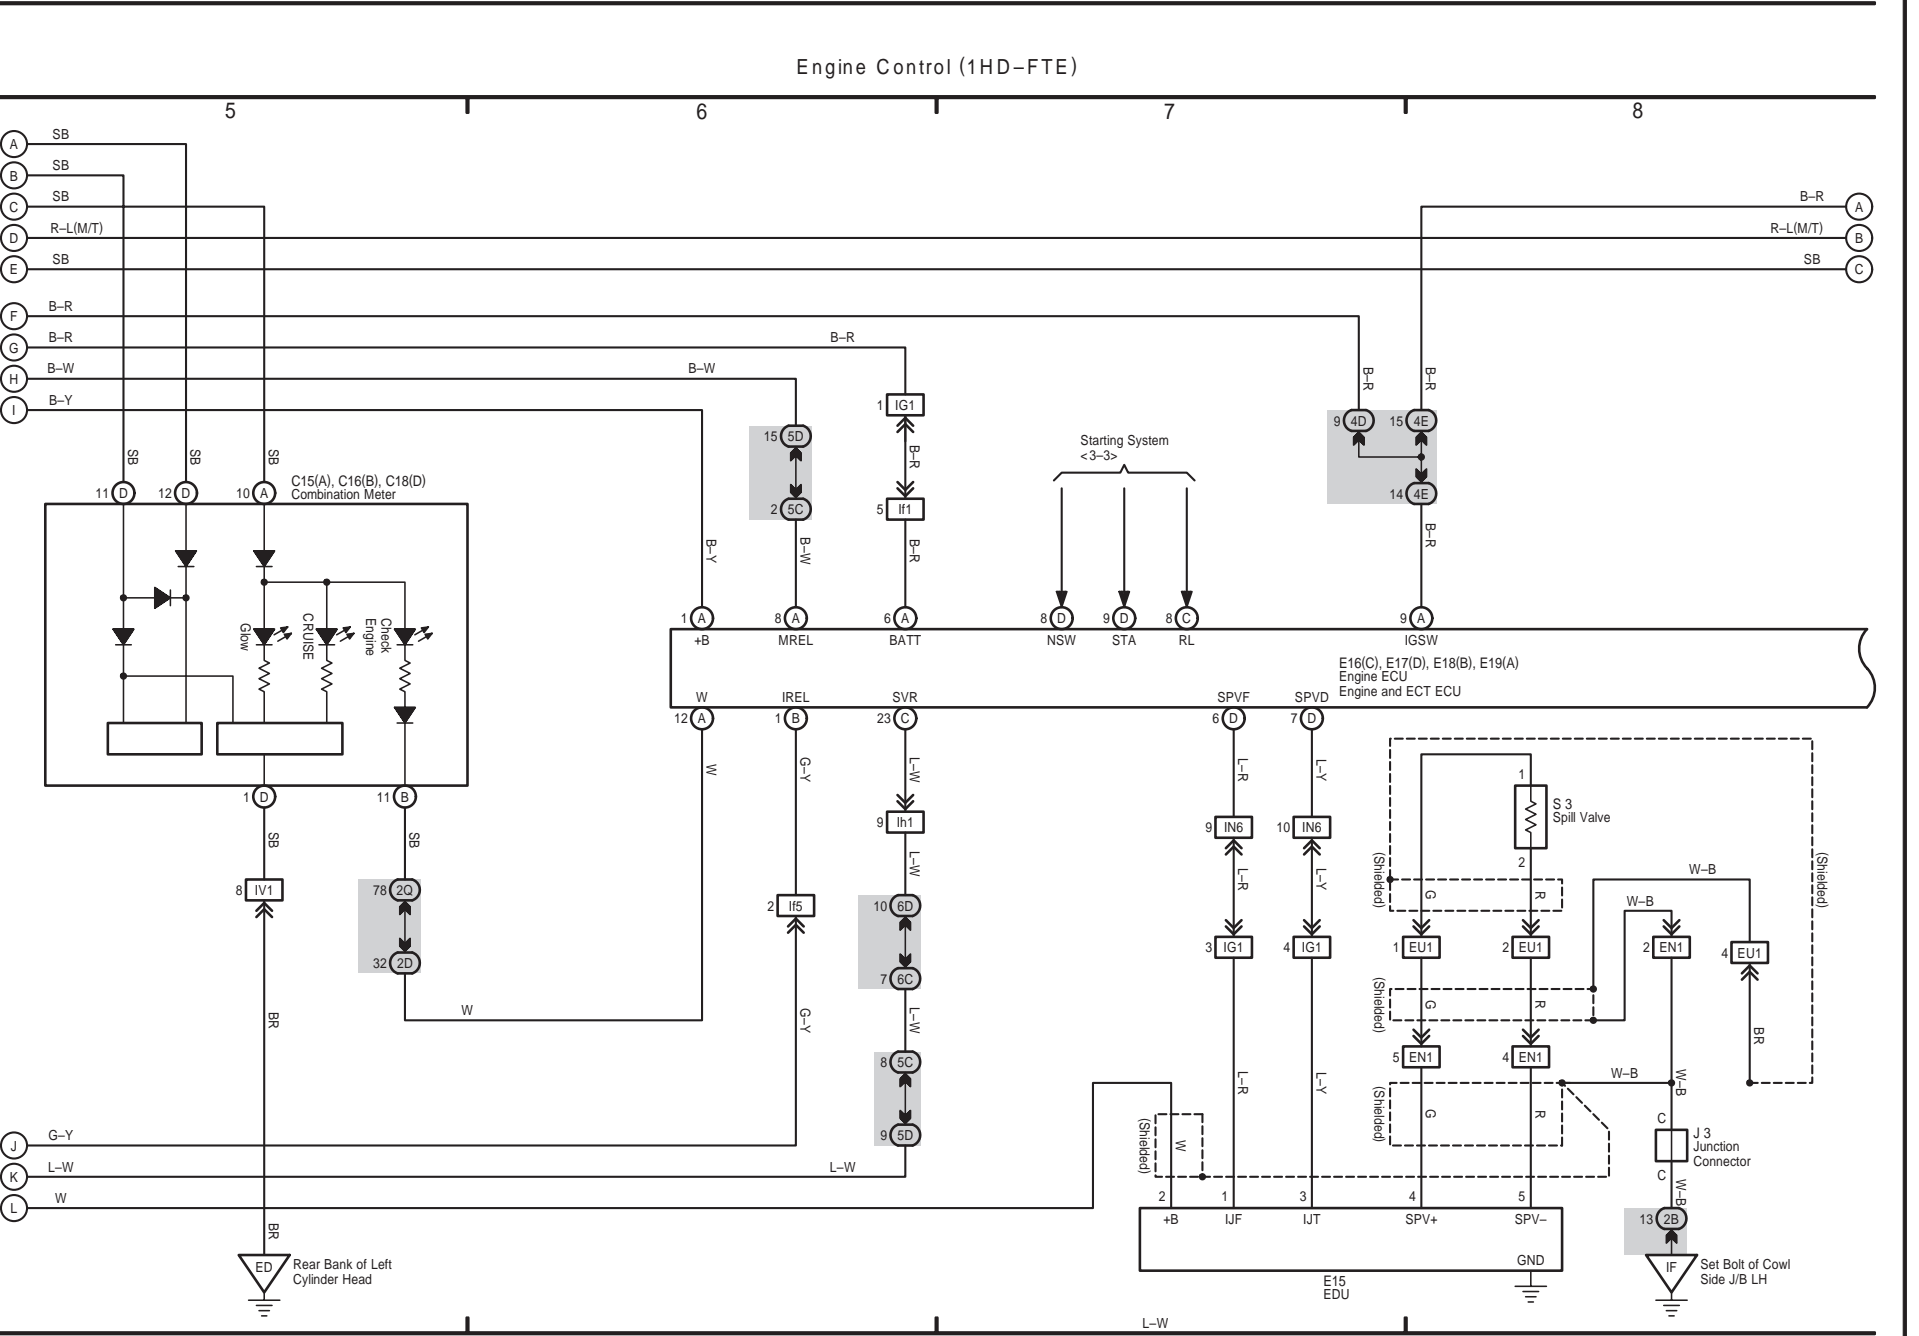 Engine Control (1HD–FTE)
5
6
7
8
A SB
B SB
C SB
B–R A
D R–L(M/T)
R–L(M/T) B
E SB
SB C
F B–R
G B–R
B–R
H B–W
B–W
I B–Y
1 IG1
B–R
B–R
9 4D
15 4E
14 4E
B–R
15 5D
2 5C
B–R
5 If1
B–Y
B–W
B–R
Starting System
<3–3>
SB
SB
SB
11 D
12 D
10 A
C15(A), C16(B), C18(D)
Combination Meter
Glow
CRUISE
Check
Engine
1 A
8 A
6 A
8 D
9 D
8 C
9 A
+B
MREL
BATT
NSW
STA
RL
IGSW
E16(C), E17(D), E18(B), E19(A)
Engine ECU
Engine and ECT ECU
W
IREL
SVR
SPVF
SPVD
12 A
1 B
23 C
6 D
7 D
1 D
11 B
W
G–Y
L–W
L–R
L–Y
1
S 3
Spill Valve
2
9 Ih1
9 IN6
10 IN6
SB
SB
L–W
L–R
L–Y
(Shielded)
G
R
W–B
W–B
(Shielded)
8 IV1
78 2Q
32 2D
2 If5
10 6D
7 6C
3 IG1
4 IG1
1 EU1
2 EU1
2 EN1
4 EU1
W
BR
G–Y
L–W
(Shielded)
G
R
BR
8 5C
9 5D
5 EN1
4 EN1
L–R
L–Y
W–B
W–B
(Shielded)
G
R
(Shielded)
W
C
J 3
Junction
Connector
C
W–B
J G–Y
K L–W
L–W
L W
2
1
3
4
5
+B
IJF
IJT
SPV+
SPV–
GND
13 2B
BR
ED
Rear Bank of Left
Cylinder Head
E15
EDU
IF
Set Bolt of Cowl
Side J/B LH
L–W